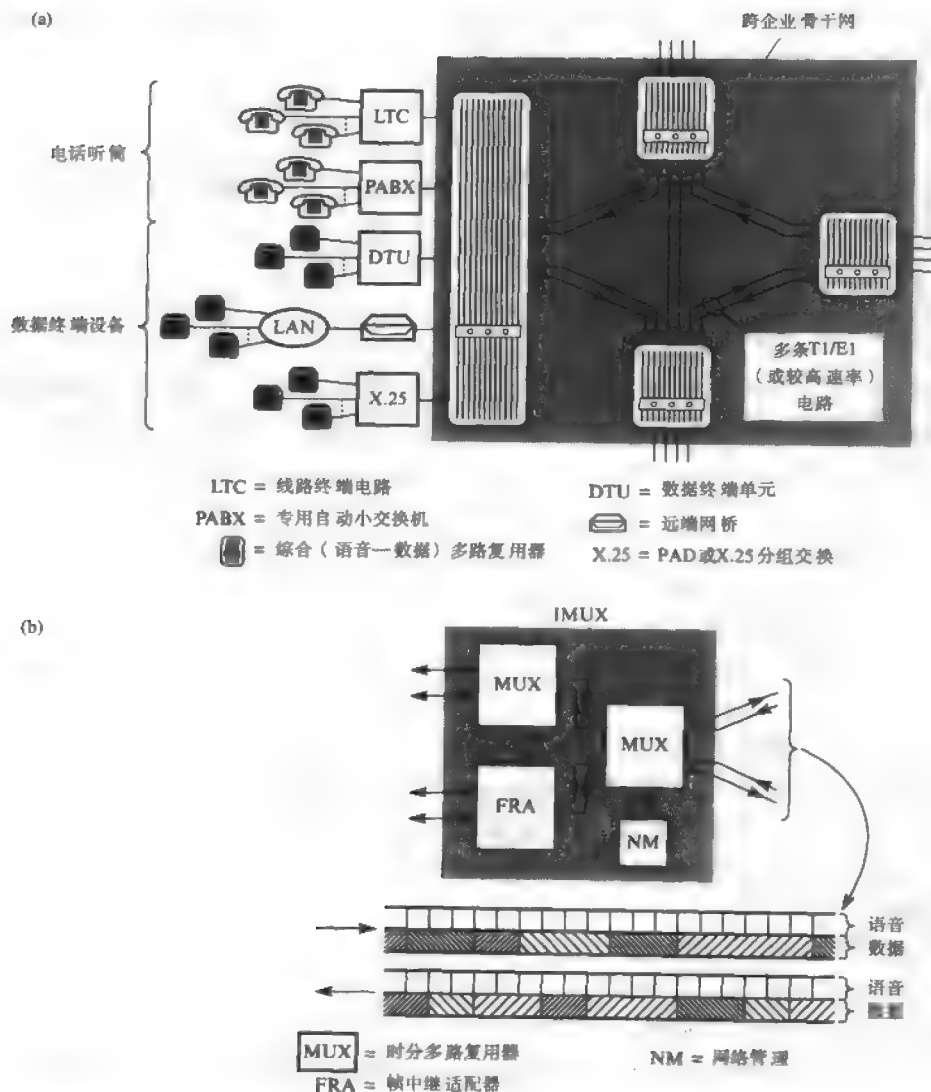 (a)
跨企业骨干网
电话听筒
LTC
PABX
DTU
数据终端设备
LAN
X.25
多条T1/E1
（或较高速率）
电路
LTC = 线路终端电路
DTU = 数据终端单元
PABX = 专用自动小交换机
= 远端网桥
= 综合（语音—数据）多路复用器
X.25 = PAD或X.25分组交换
(b)
IMUX
MUX
MUX
FRA
NM
语音
数据
语音
MUX = 时分多路复用器
NM = 网络管理
FRA = 帧中继适配器